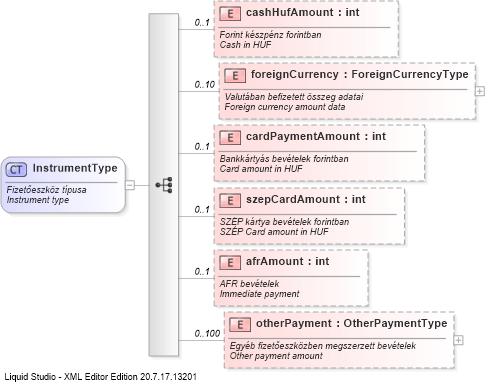 0..1
E cashHufAmount : int
Forint készpénz forintban
Cash in HUF
0..10
E foreignCurrency : ForeignCurrencyType
Valutában befizetett összeg adatai
Foreign currency amount data
0..1
E cardPaymentAmount : int
Bankkártyás bevételek forintban
Card amount in HUF
CT InstrumentType
Fizetőeszköz típusa
Instrument type
0..1
E szepCardAmount : int
SZÉP kártya bevételek forintban
SZÉP Card amount in HUF
0..1
E afrAmount : int
AFR bevételek
Immediate payment
0..100
E otherPayment : OtherPaymentType
Egyéb fizetőeszközben megszerzett bevételek
Other payment amount
Liquid Studio - XML Editor Edition 20.7.17.13201